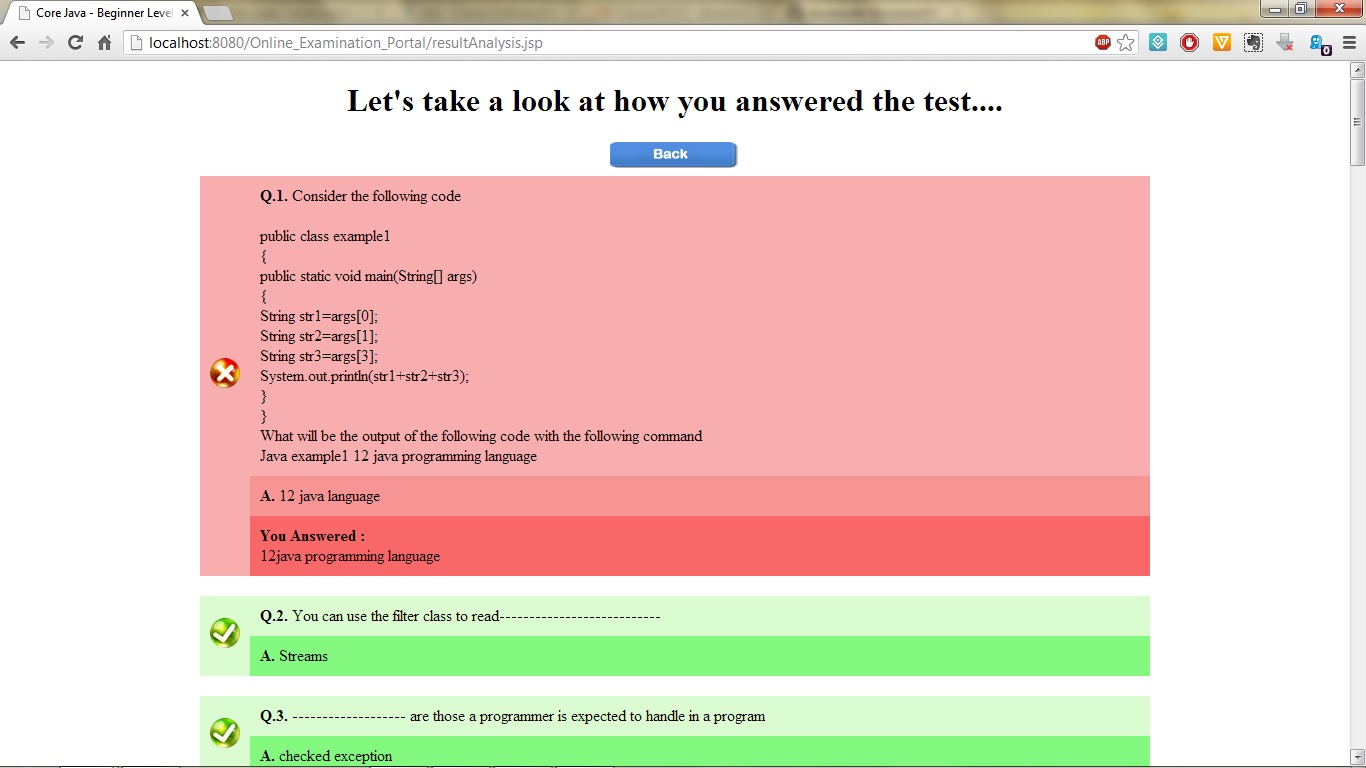 Core Java - Beginner Level
localhost:8080/Online_Examination_Portal/resultAnalysis.jsp
ABP
0
Let's take a look at how you answered the test....
Back
Q.1. Consider the following code
public class example1
{
public static void main(String[] args)
{
String str1=args[0];
String str2=args[1];
String str3=args[3];
System.out.println(str1+str2+str3);
}
}
What will be the output of the following code with the following command
Java example1 12 java programming language
A. 12 java language
You Answered :
12java programming language
Q.2. You can use the filter class to read---------------------------
A. Streams
Q.3. ------------------- are those a programmer is expected to handle in a program
A. checked exception